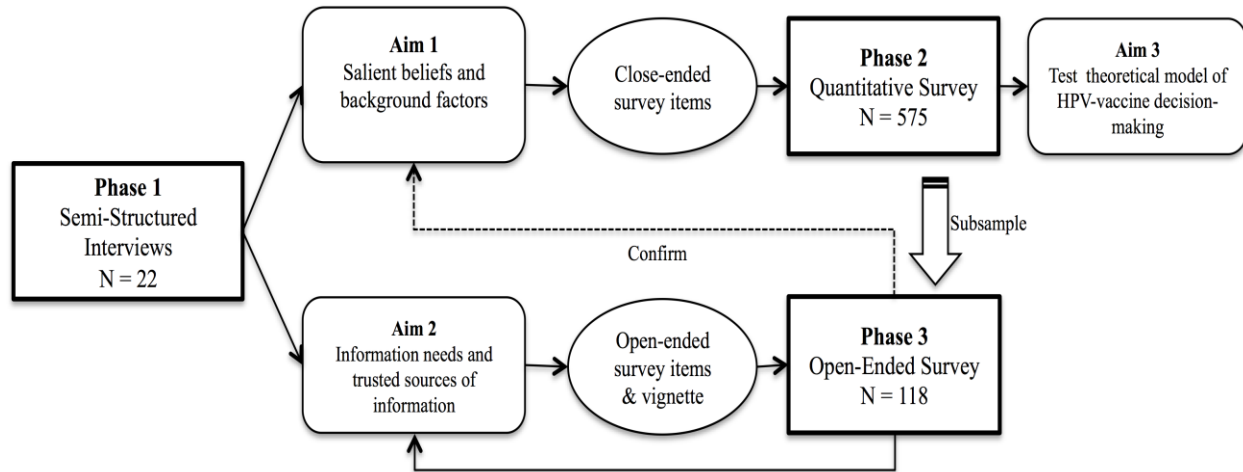 Phase 1
Semi-Structured
Interviews
N = 22
Aim 1
Salient beliefs and
background factors
Close-ended
survey items
Phase 2
Quantitative Survey
N = 575
Aim 3
Test theoretical model of
HPV-vaccine decision-
making
Subsample
Confirm
Aim 2
Information needs and
trusted sources of
information
Open-ended
survey items
& vignette
Phase 3
Open-Ended Survey
N = 118